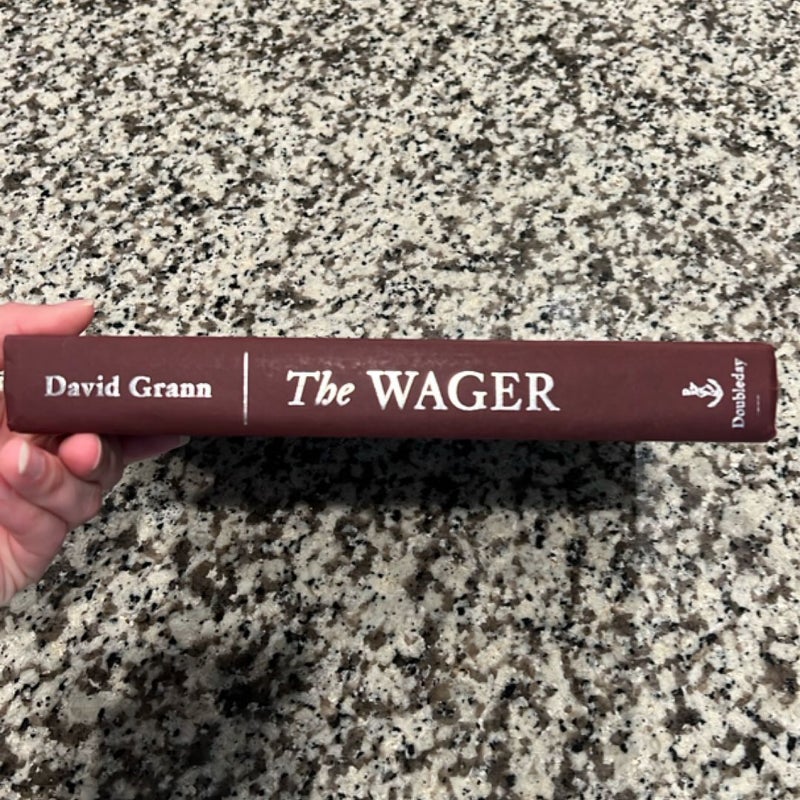 David Grann
The WAGER
Doubleday